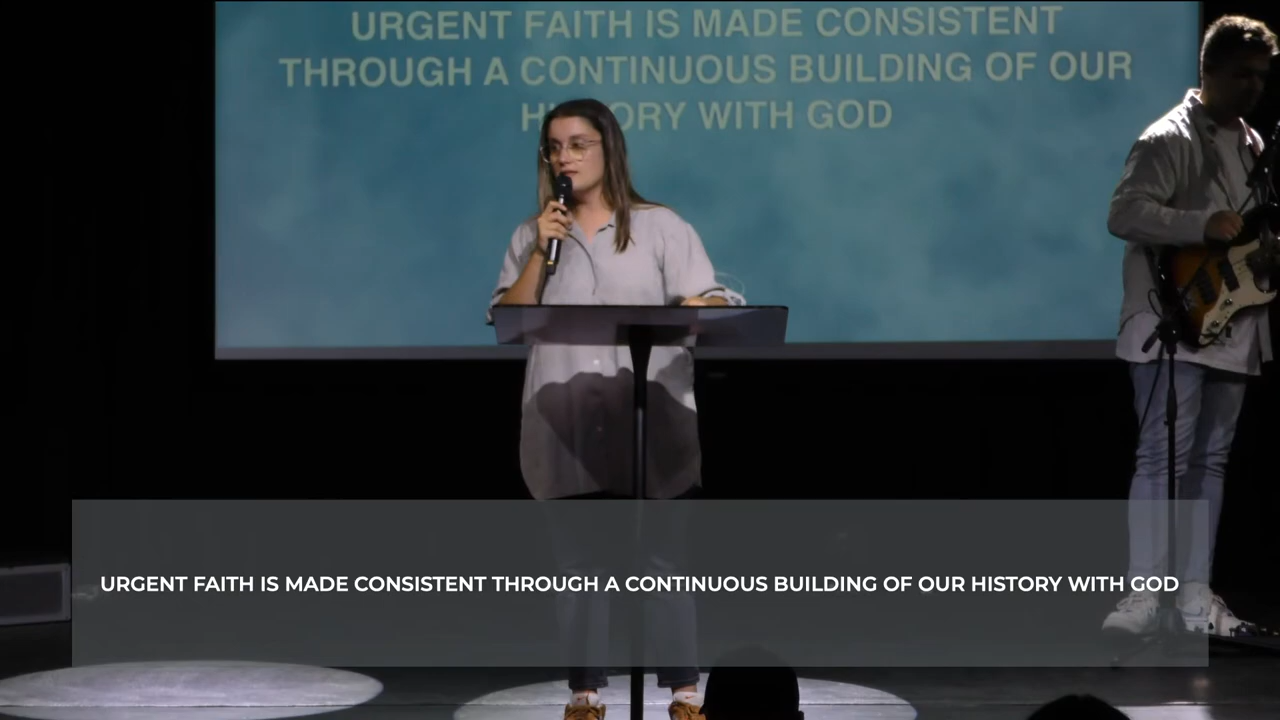 URGENT FAITH IS MADE CONSISTENT
THROUGH A CONTINUOUS BUILDING OF OUR
HISTORY WITH GOD
URGENT FAITH IS MADE CONSISTENT THROUGH A CONTINUOUS BUILDING OF OUR HISTORY WITH GOD